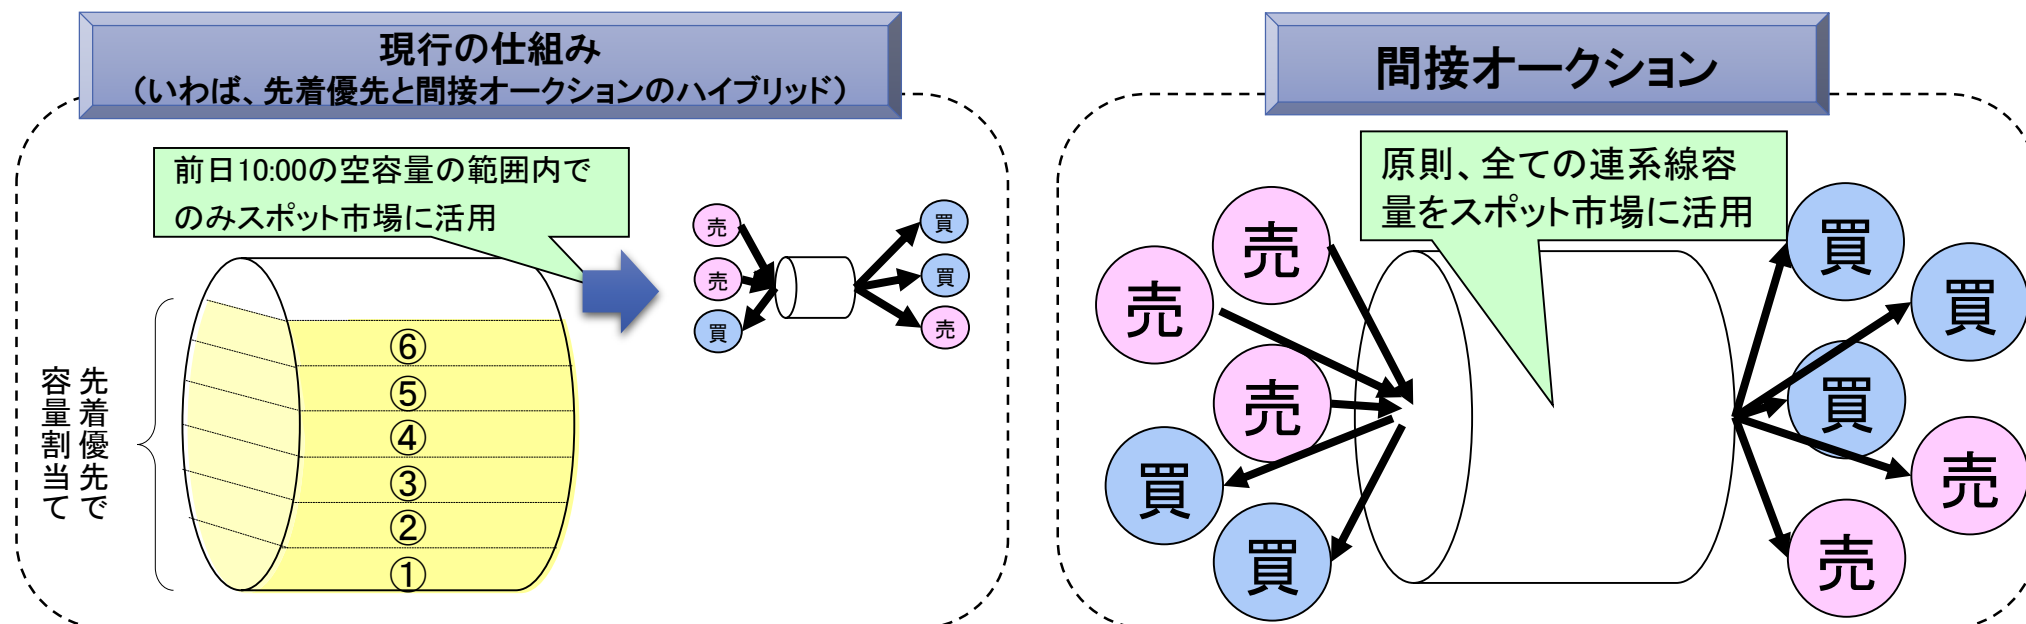 現行の仕組み
（いわば、先着優先と間接オークションのハイブリッド）
前日10:00の空容量の範囲内で
のみスポット市場に活用
先着優先で
容量割当て
⑥
⑤
④
③
②
①
売
売
買
買
買
売
間接オークション
原則、全ての連系線容
量をスポット市場に活用
売
売
売
買
買
買
買
買
売
売